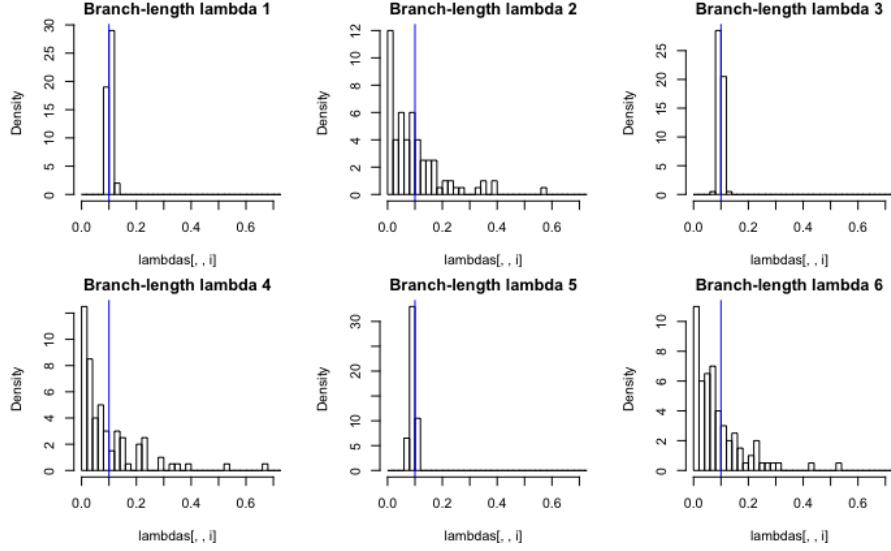 Branch-length lambda 1
Density
0 5 10 15 20 25 30
0.0 0.2 0.4 0.6
lambdas[, , i]
Branch-length lambda 2
Density
0 2 4 6 8 10 12
0.0 0.2 0.4 0.6
lambdas[, , i]
Branch-length lambda 3
Density
0 5 10 15 20 25
0.0 0.2 0.4 0.6
lambdas[, , i]
Branch-length lambda 4
Density
0 2 4 6 8 10
0.0 0.2 0.4 0.6
lambdas[, , i]
Branch-length lambda 5
Density
0 5 10 20 30
0.0 0.2 0.4 0.6
lambdas[, , i]
Branch-length lambda 6
Density
0 2 4 6 8 10
0.0 0.2 0.4 0.6
lambdas[, , i]